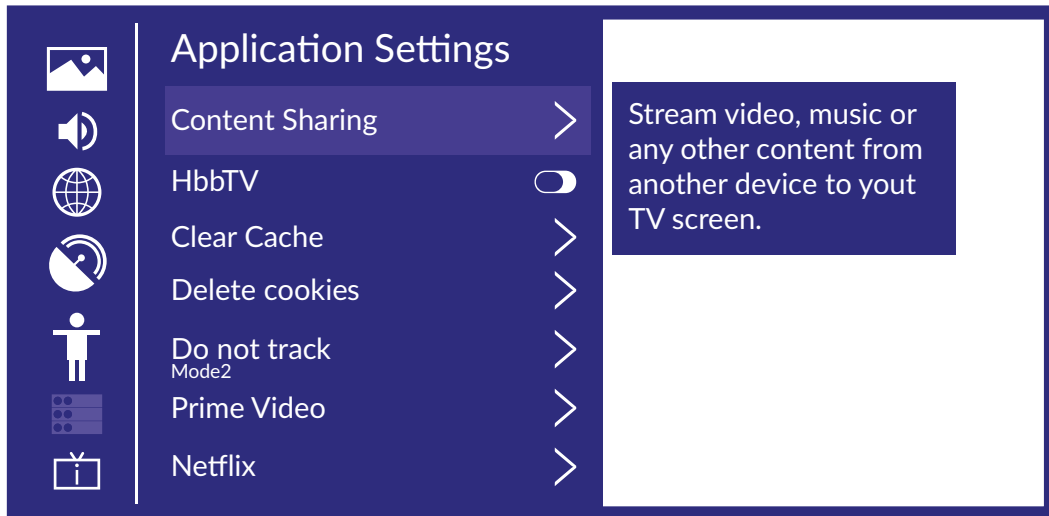 Application Settings
Content Sharing
HbbTV
Clear Cache
Delete cookies
Do not track
Mode2
Prime Video
Netflix
Stream video, music or
any other content from
another device to yout
TV screen.
i